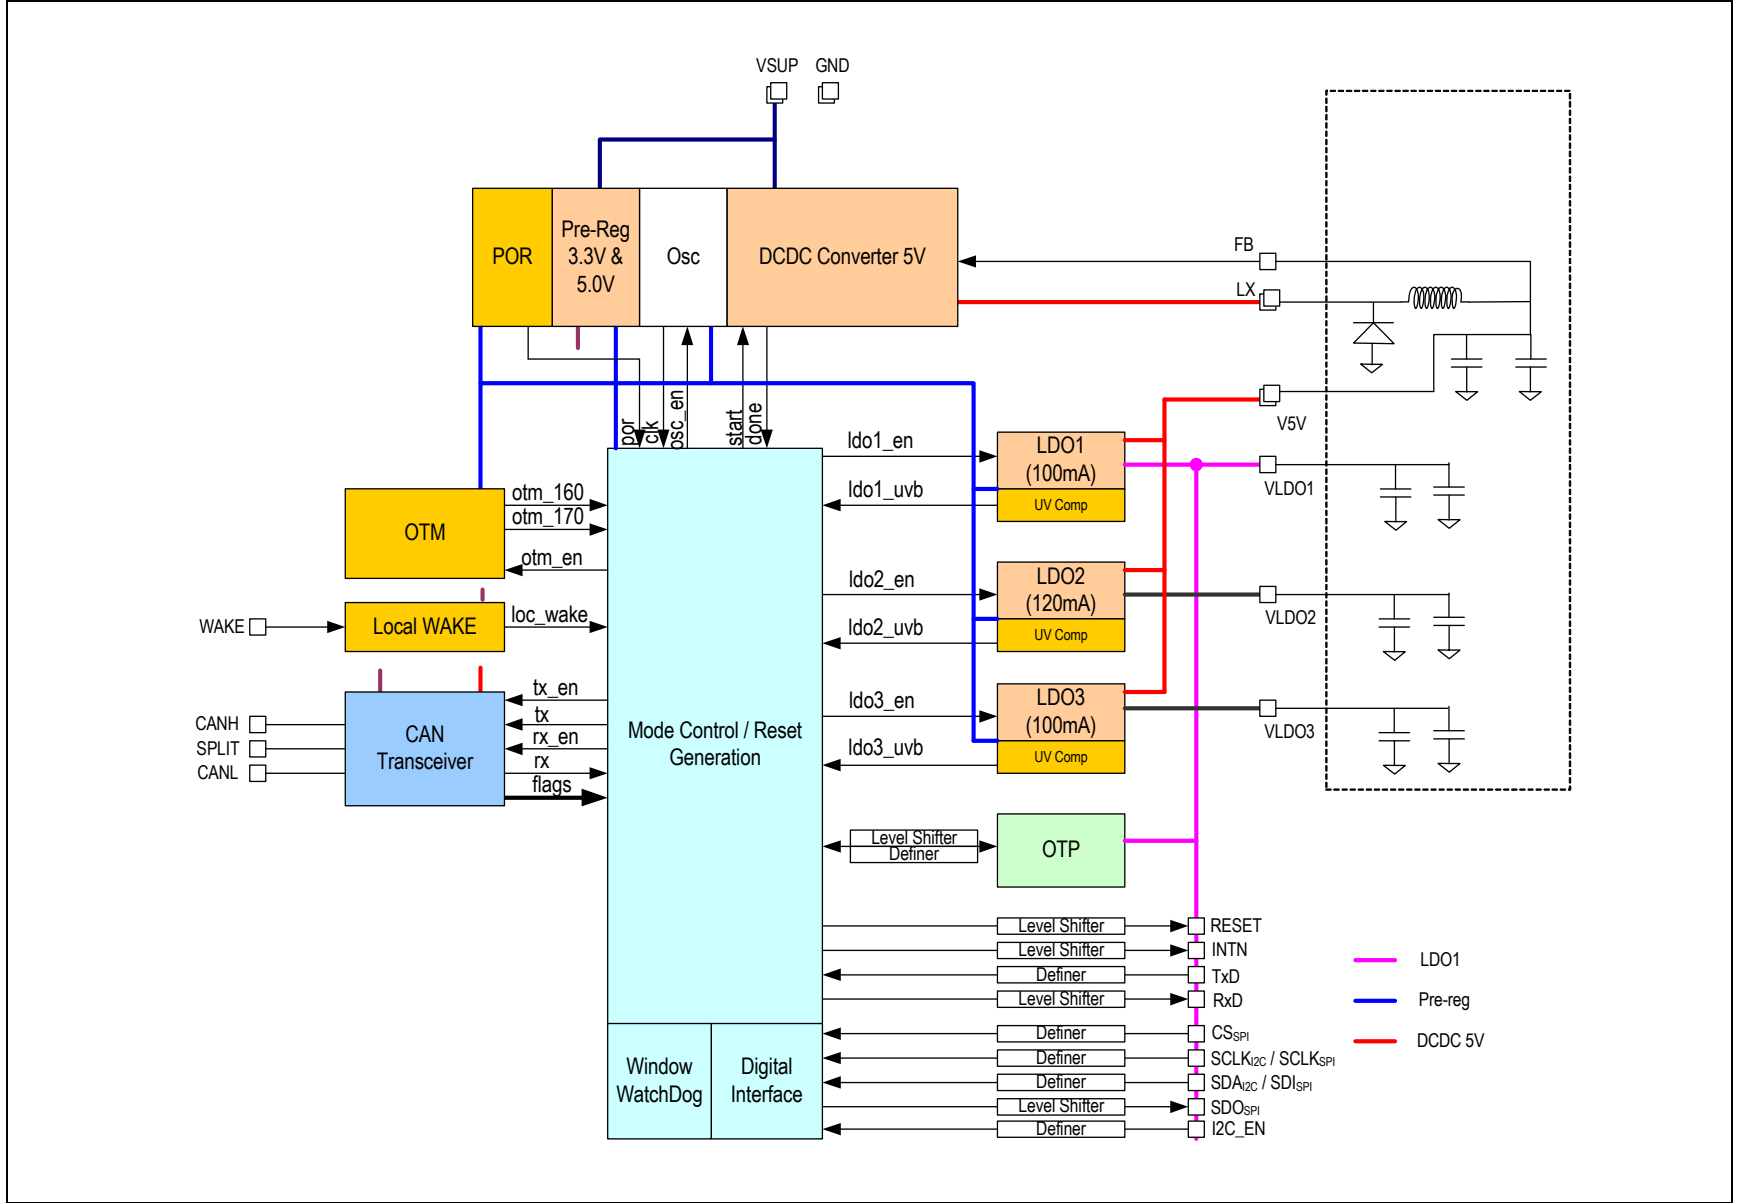 VSUP GND
POR
Pre-Reg
3.3V &
5.0V
Osc
DCDC Converter 5V
FB
LX
V5V
por
clk
osc_en
start
done
ldo1_en
ldo1_uvb
LDO1
(100mA)
UV Comp
VLDO1
OTM
otm_160
otm_170
otm_en
ldo2_en
ldo2_uvb
LDO2
(120mA)
UV Comp
VLDO2
WAKE
Local WAKE
loc_wake
ldo3_en
ldo3_uvb
LDO3
(100mA)
UV Comp
VLDO3
CANH
SPLIT
CANL
CAN
Transceiver
tx_en
tx
rx_en
rx
flags
Mode Control / Reset
Generation
Level Shifter
Definer
OTP
Level Shifter RESET
Level Shifter INTN
Definer TxD
Level Shifter RxD
Definer CSSPI
Definer SCLKI2C / SCLKSPI
Definer SDAI2C / SDISPI
Level Shifter SDOSPI
Definer I2C_EN
Window
WatchDog
Digital
Interface
LDO1
Pre-reg
DCDC 5V